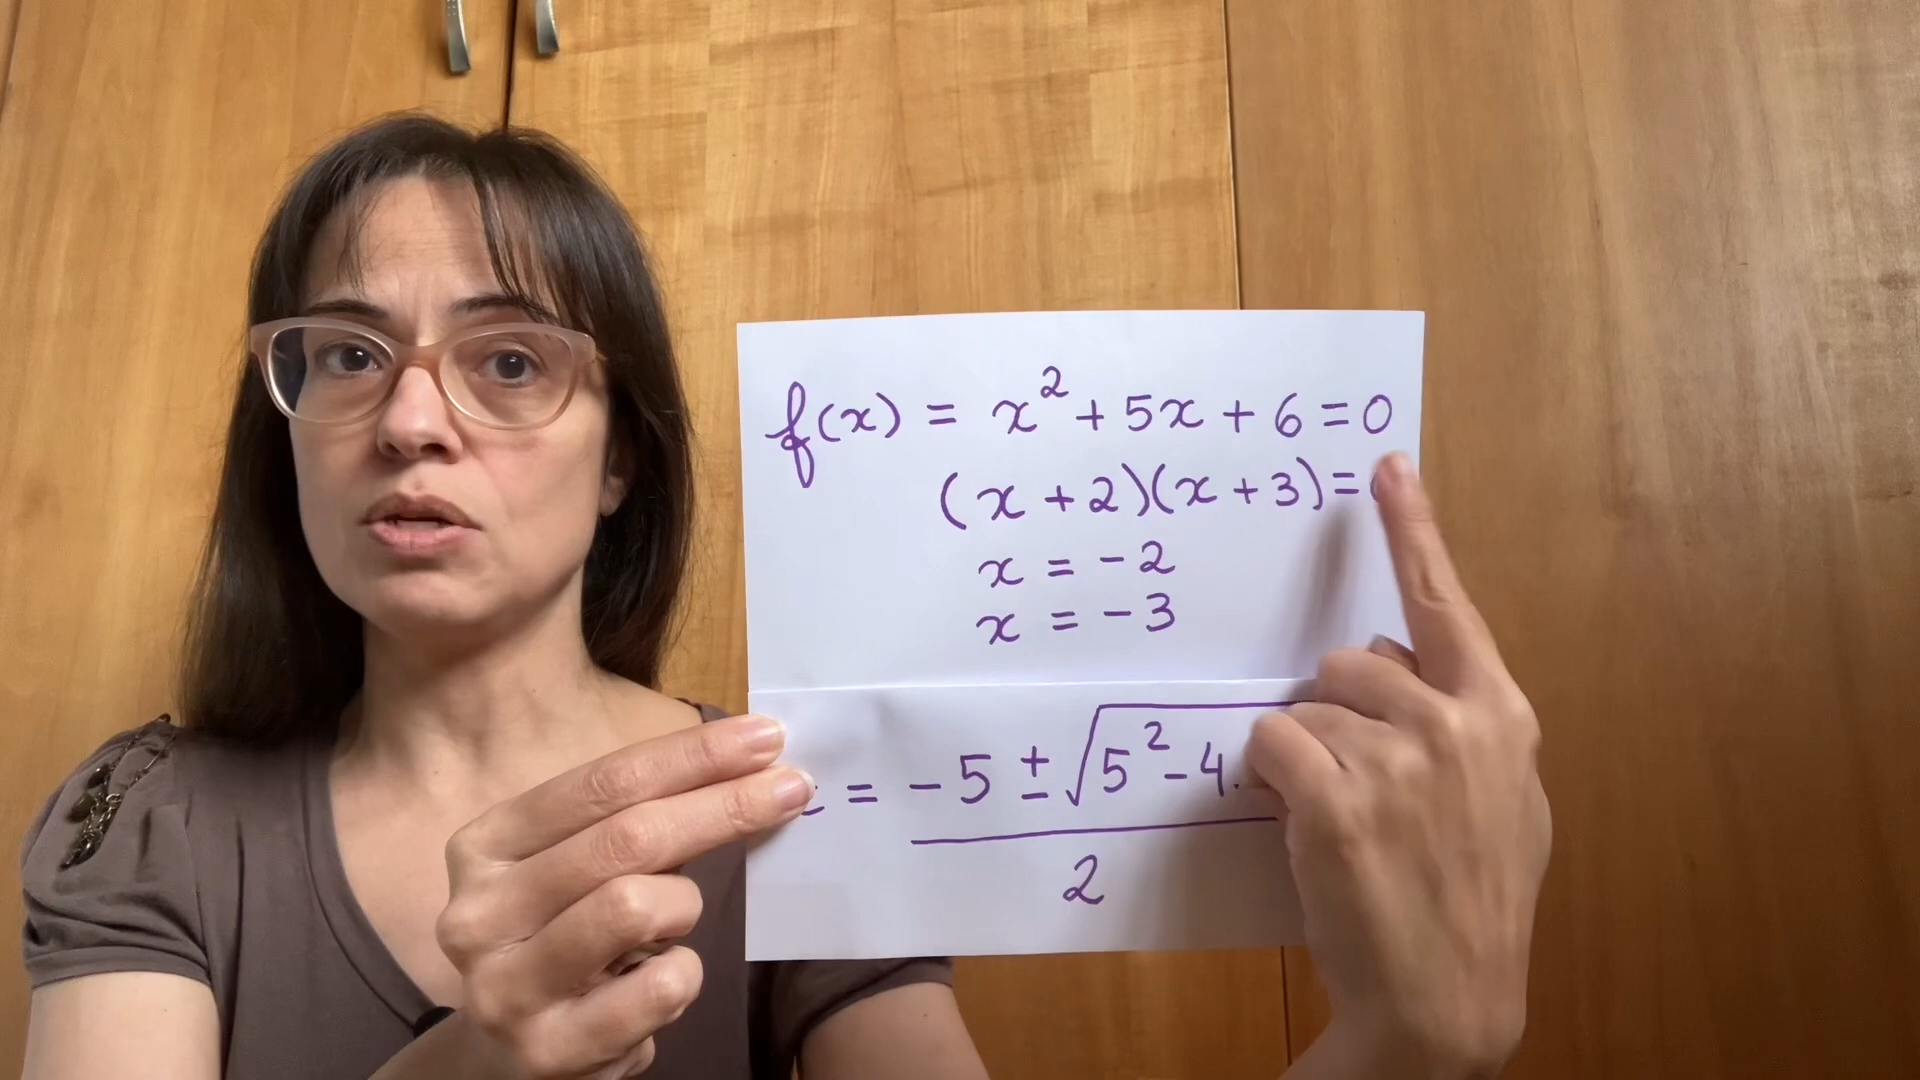 f(x) = x² + 5x + 6 = 0
(x + 2)(x + 3) =
x = -2
x = -3
= -5 ± √5² - 4.
2